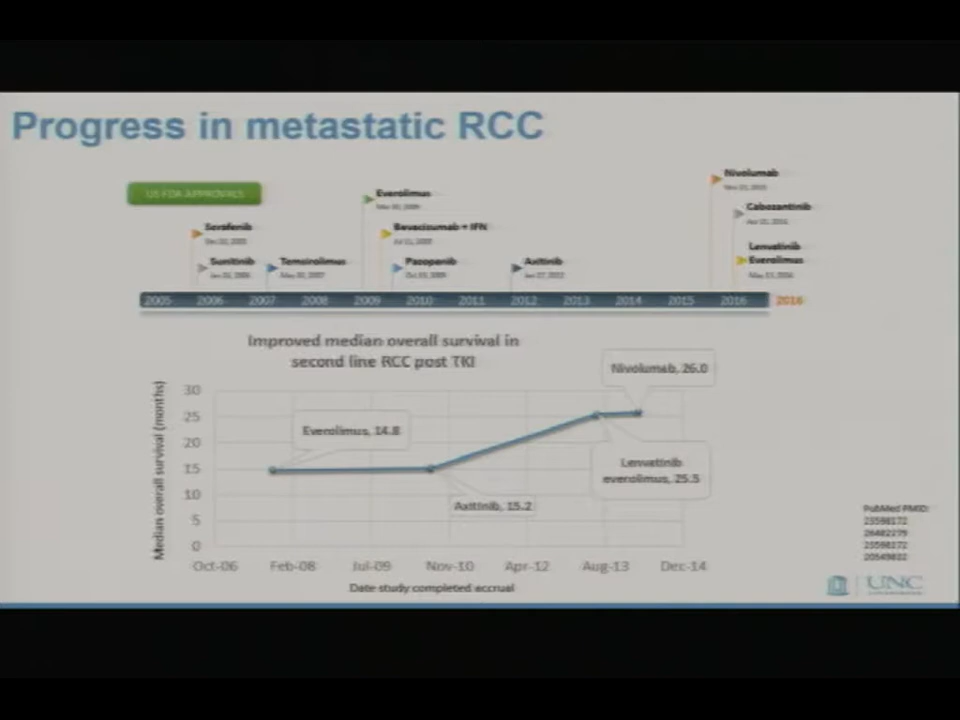 Progress in metastatic RCC
US FDA APPROVALS
Nivolumab
Everolimus
Cabozantinib
Sorafenib
Bevacizumab + IFN
Lenvatinib
Everolimus
Sunitinib
Temsirolimus
Pazopanib
Axitinib
2005 2006 2007 2008 2009 2010 2011 2012 2013 2014 2015 2016 2016
Improved median overall survival in
second line RCC post TKI
Median overall survival (months)
30
25
20
15
10
5
0
Nivolumab, 26.0
Everolimus, 14.8
Lenvatinib
everolimus, 25.5
Axitinib, 15.2
Oct-06 Feb-08 Jul-09 Nov-10 Apr-12 Aug-13 Dec-14
Date study completed accrual
PubMed PMID:
UNC